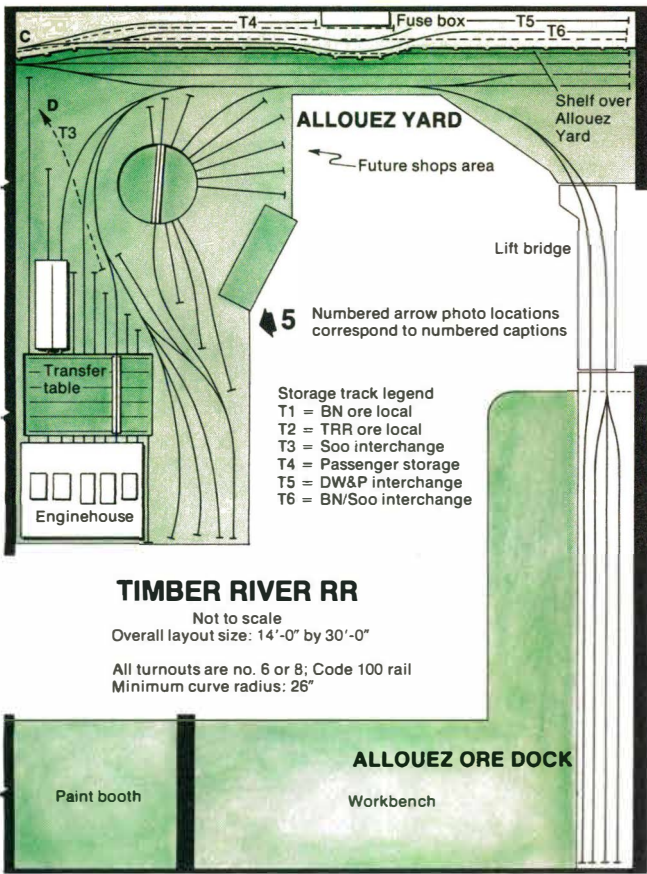 T4
Fuse box
T5
C
T6
D
T3
ALLOUEZ YARD
Shelf over
Allouez
Yard
Future shops area
Lift bridge
5
Numbered arrow photo locations
correspond to numbered captions
Transfer
table
Storage track legend
T1 = BN ore local
T2 = TRR ore local
T3 = Soo interchange
T4 = Passenger storage
T5 = DW&P interchange
T6 = BN/Soo interchange
Enginehouse
TIMBER RIVER RR
Not to scale
Overall layout size: 14'-0" by 30'-0"
All turnouts are no. 6 or 8; Code 100 rail
Minimum curve radius: 26"
ALLOUEZ ORE DOCK
Paint booth
Workbench